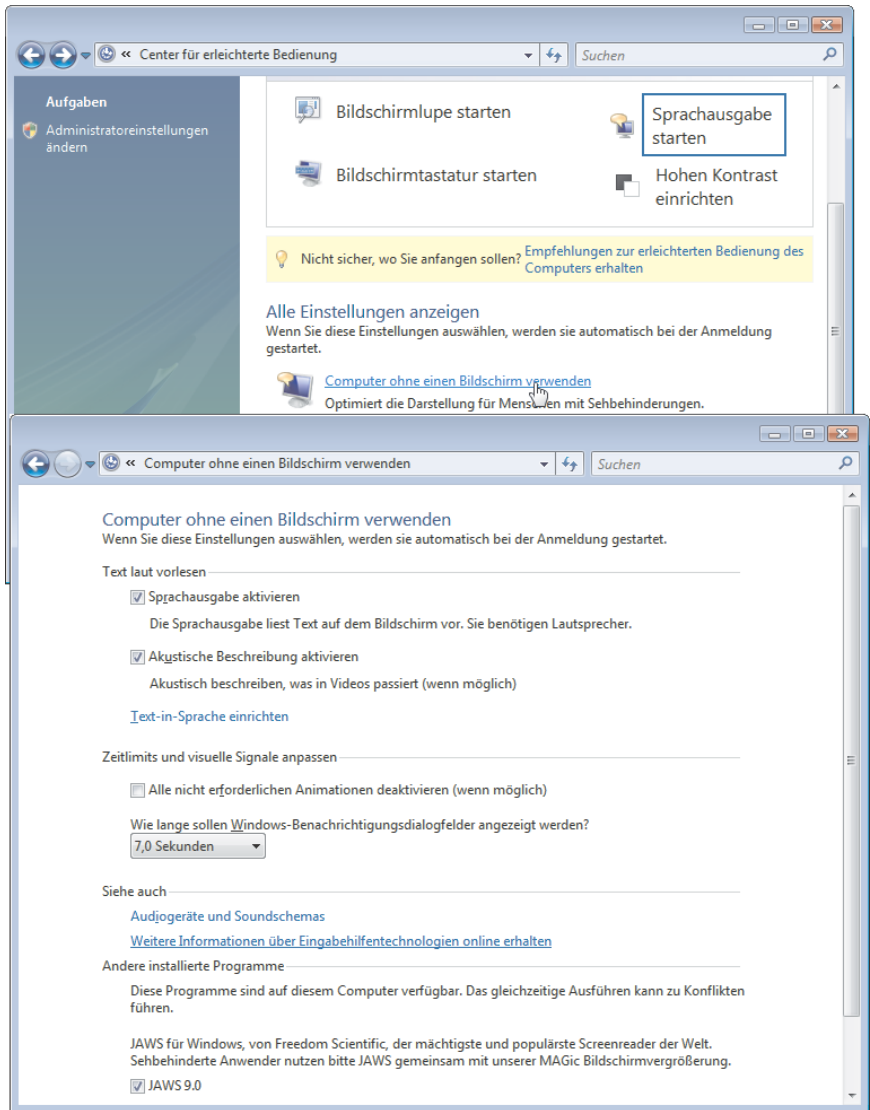 « Center für erleichterte Bedienung
Suchen
Aufgaben
Administratoreinstellungen
ändern
Bildschirmlupe starten
Sprachausgabe
starten
Bildschirmtastatur starten
Hohen Kontrast
einrichten
Nicht sicher, wo Sie anfangen sollen?
Empfehlungen zur erleichterten Bedienung des
Computers erhalten
Alle Einstellungen anzeigen
Wenn Sie diese Einstellungen auswählen, werden sie automatisch bei der Anmeldung
gestartet.
Computer ohne einen Bildschirm verwenden
Optimiert die Darstellung für Menschen mit Sehbehinderungen.
« Computer ohne einen Bildschirm verwenden
Suchen
Computer ohne einen Bildschirm verwenden
Wenn Sie diese Einstellungen auswählen, werden sie automatisch bei der Anmeldung gestartet.
Text laut vorlesen
Sprachausgabe aktivieren
Die Sprachausgabe liest Text auf dem Bildschirm vor. Sie benötigen Lautsprecher.
Akustische Beschreibung aktivieren
Akustisch beschreiben, was in Videos passiert (wenn möglich)
Text-in-Sprache einrichten
Zeitlimits und visuelle Signale anpassen
Alle nicht erforderlichen Animationen deaktivieren (wenn möglich)
Wie lange sollen Windows-Benachrichtigungsdialogfelder angezeigt werden?
7,0 Sekunden
Siehe auch
Audiogeräte und Soundschemas
Weitere Informationen über Eingabehilfentechnologien online erhalten
Andere installierte Programme
Diese Programme sind auf diesem Computer verfügbar. Das gleichzeitige Ausführen kann zu Konflikten
führen.
JAWS für Windows, von Freedom Scientific, der mächtigste und populärste Screenreader der Welt.
Sehbehinderte Anwender nutzen bitte JAWS gemeinsam mit unserer MAGic Bildschirmvergrößerung.
JAWS 9.0